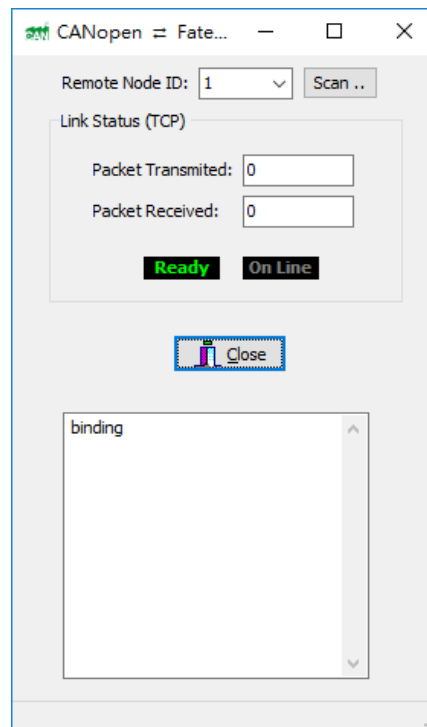 CANopen ⇄ Fate...
Remote Node ID: 1 Scan ..
Link Status (TCP)
Packet Transmited: 0
Packet Received: 0
Ready On Line
Close
binding